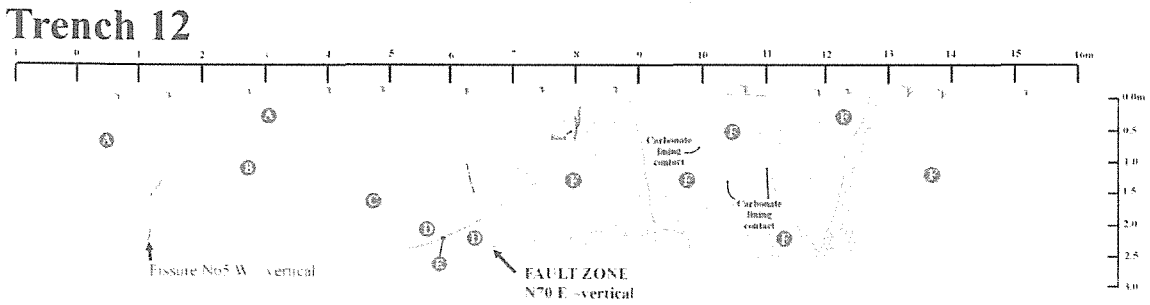 Trench 12
1 0 1 2 3 4 5 6 7 8 9 10 11 12 13 14 15 16m
0.0m
0.5
1.0
1.5
2.0
2.5
3.0
A
A
B
C
D
D
E
F
E
E
F
F
F
Carbonate
lining
contact
Carbonate
lining
contact
Fissure N65 W vertical
FAULT ZONE
N70 E -vertical